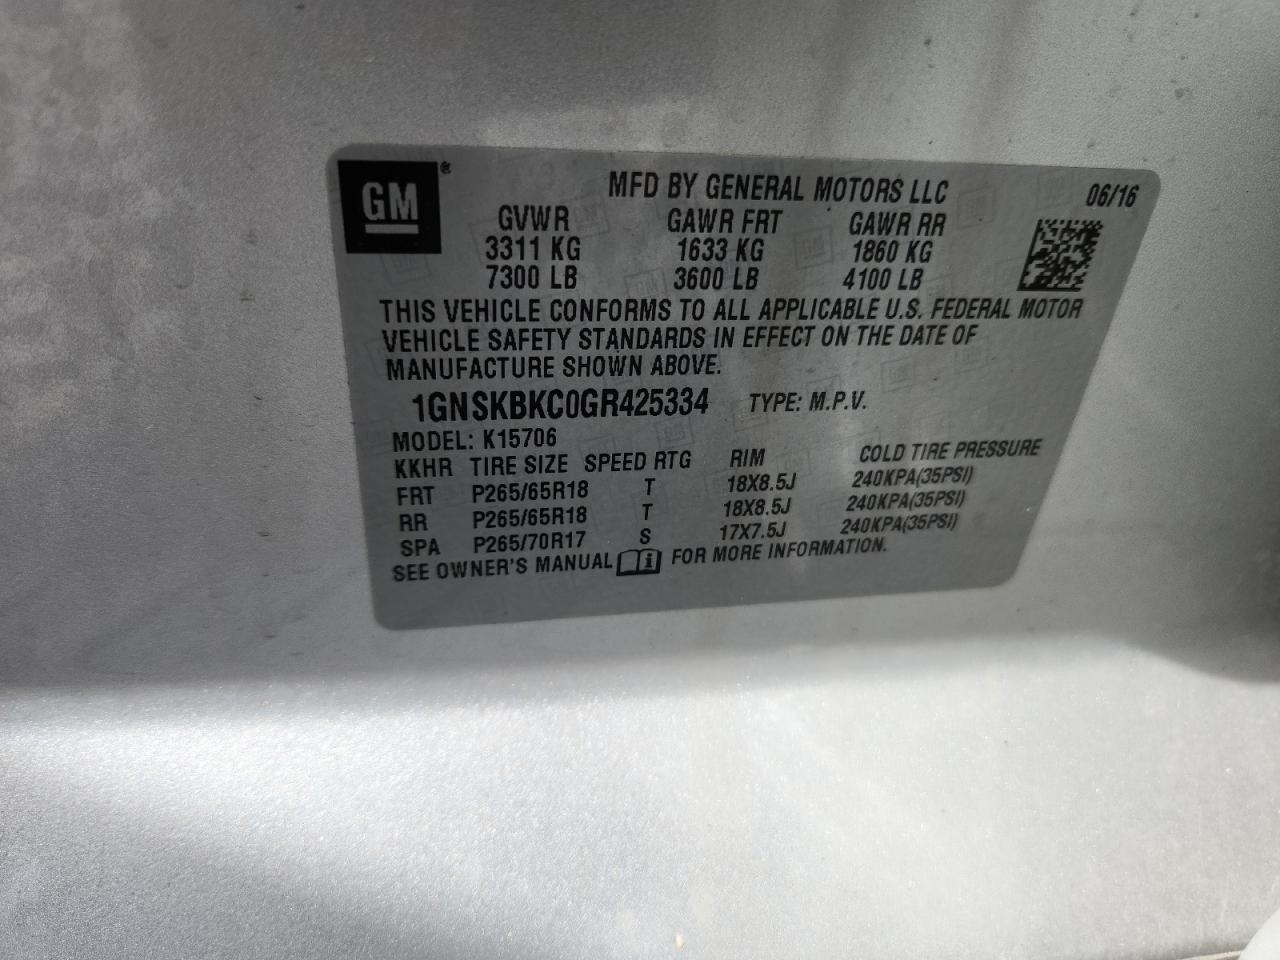 GM®
MFD BY GENERAL MOTORS LLC 06/16
GVWR GAWR FRT GAWR RR
3311 KG 1633 KG 1860 KG
7300 LB 3600 LB 4100 LB
THIS VEHICLE CONFORMS TO ALL APPLICABLE U.S. FEDERAL MOTOR
VEHICLE SAFETY STANDARDS IN EFFECT ON THE DATE OF
MANUFACTURE SHOWN ABOVE.
1GNSKBKC0GR425334 TYPE: M.P.V.
MODEL: K15706
KKHR TIRE SIZE SPEED RTG RIM COLD TIRE PRESSURE
FRT P265/65R18 T 18X8.5J 240KPA(35PSI)
RR P265/65R18 T 18X8.5J 240KPA(35PSI)
SPA P265/70R17 S 17X7.5J 240KPA(35PSI)
SEE OWNER'S MANUAL FOR MORE INFORMATION.